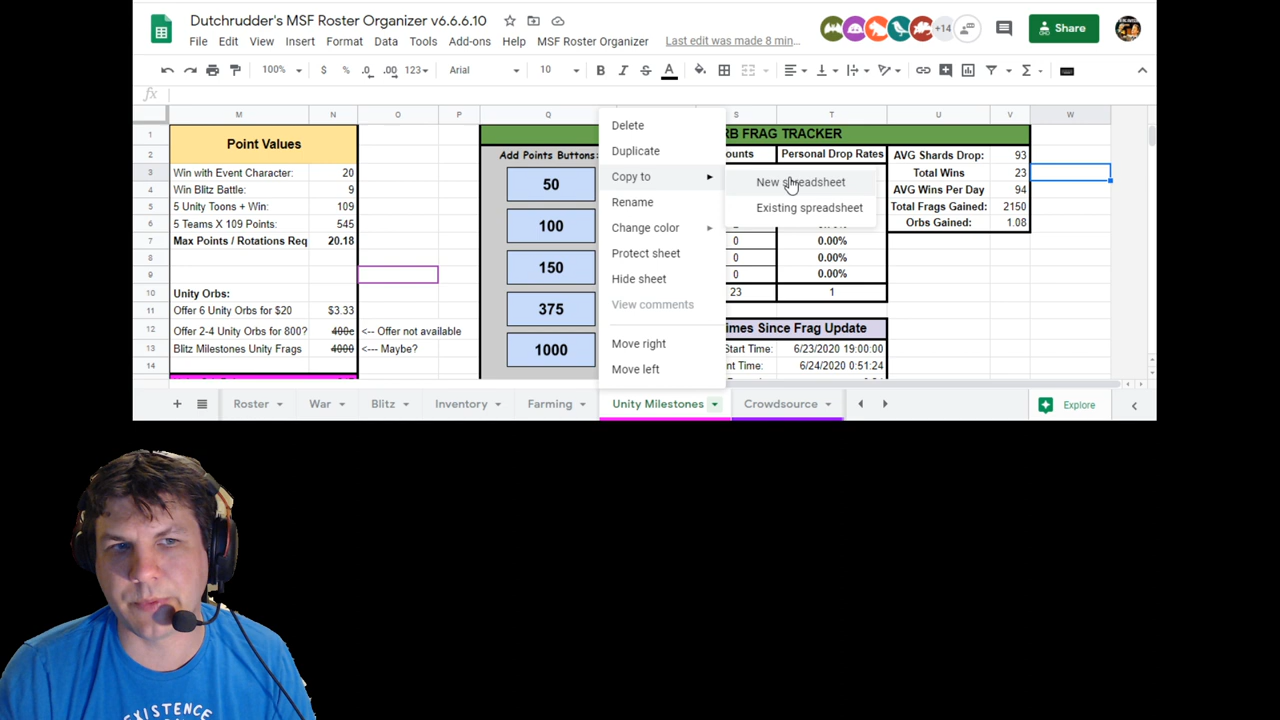 Dutchrudder's MSF Roster Organizer v6.6.6.10
File Edit View Insert Format Data Tools Add-ons Help MSF Roster Organizer Last edit was made 8 min...
+14
Share
100% $ % .0 .00 123 Arial 10 B I S A
fx
M N O P Q S T U V W
1 Point Values RB FRAG TRACKER
2 Add Points Buttons: ounts Personal Drop Rates AVG Shards Drop: 93
3 Win with Event Character: 20 50 Total Wins 23
4 Win Blitz Battle: 9 AVG Wins Per Day 94
5 5 Unity Toons + Win: 109 100 Total Frags Gained: 2150
6 5 Teams X 109 Points: 545 Orbs Gained: 1.08
7 Max Points / Rotations Req 20.18 0 0.00%
8 150 0 0.00%
9 0 0.00%
10 Unity Orbs: 23 1
11 Offer 6 Unity Orbs for $20 $3.33 375
12 Offer 2-4 Unity Orbs for 800? 400c <-- Offer not available imes Since Frag Update
13 Blitz Milestones Unity Frags 4000 <--- Maybe? 1000 Start Time: 6/23/2020 19:00:00
14 nt Time: 6/24/2020 0:51:24
Delete
Duplicate
Copy to
Rename
Change color
Protect sheet
Hide sheet
View comments
Move right
Move left
New spreadsheet
Existing spreadsheet
Roster War Blitz Inventory Farming Unity Milestones Crowdsource Explore
EXISTENCE